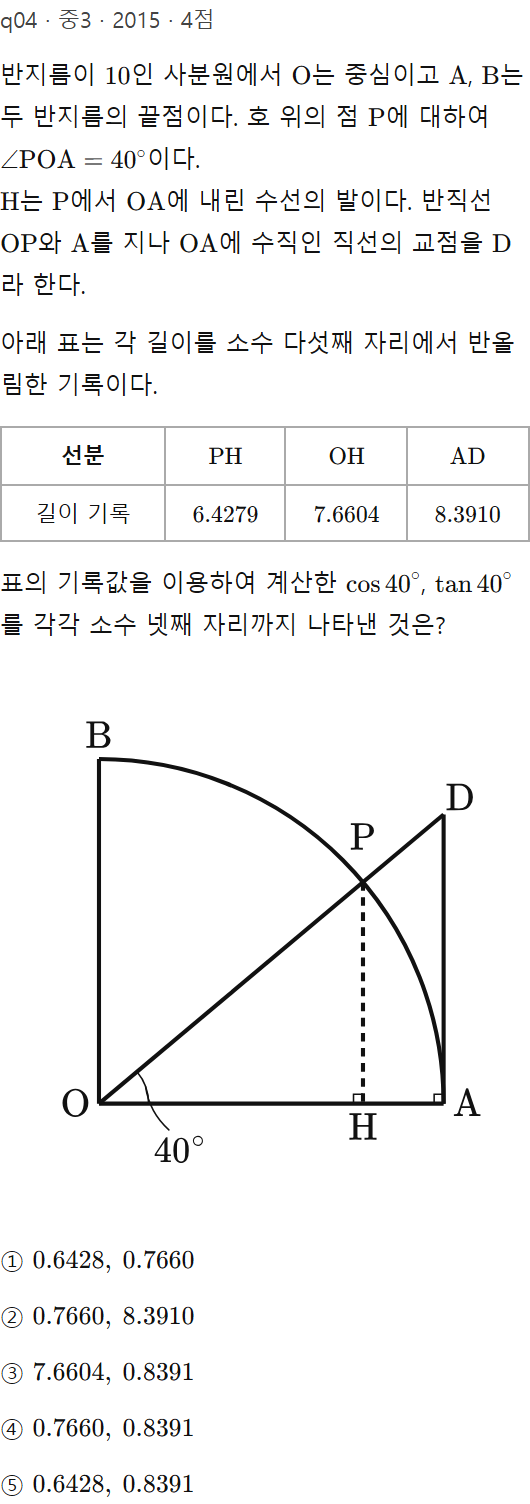 q04 · 중3 · 2015 · 4점
반지름이 10인 사분원에서 O는 중심이고 A, B는
두 반지름의 끝점이다. 호 위의 점 P에 대하여
∠POA = 40°이다.
H는 P에서 OA에 내린 수선의 발이다. 반직선
OP와 A를 지나 OA에 수직인 직선의 교점을 D
라 한다.
아래 표는 각 길이를 소수 다섯째 자리에서 반올
림한 기록이다.
선분 PH OH AD
길이 기록 6.4279 7.6604 8.3910
표의 기록값을 이용하여 계산한 cos 40°, tan 40°
를 각각 소수 넷째 자리까지 나타낸 것은?
B
D
P
O
H
A
40°
① 0.6428, 0.7660
② 0.7660, 8.3910
③ 7.6604, 0.8391
④ 0.7660, 0.8391
⑤ 0.6428, 0.8391